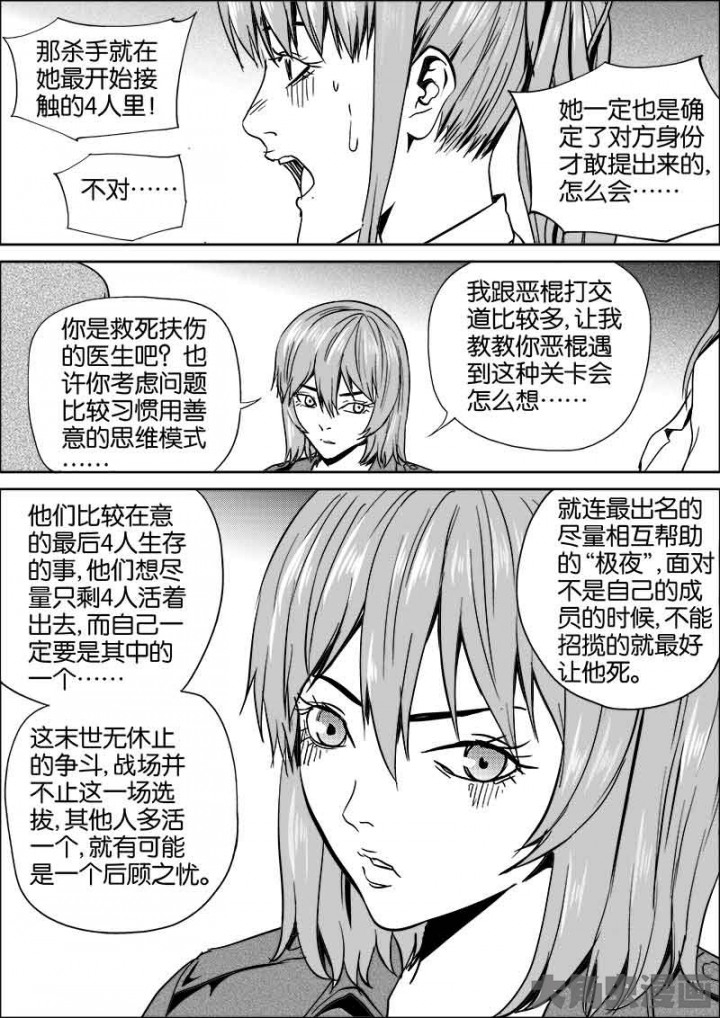 那杀手就在
她最开始接
触的4人里！
不对……
她一定也是确
定了对方身份
才敢提出来的,
怎么会……
你是救死扶伤
的医生吧？也
许你考虑问题
比较习惯用善
意的思维模式
……
我跟恶棍打交
道比较多,让我
教教你恶棍遇
到这种关卡会
怎么想……
他们比较在意
的最后4人生存
的事,他们想尽
量只剩4人活着
出去,而自己一
定要是其中的
一个……
这末世无休止
的争斗,战场并
不止这一场选
拔,其他人多活
一个,就有可能
是一个后顾之忧。
就连最出名的
尽量相互帮助
的“极夜”,面对
不是自己的成
员的时候,不能
招揽的就最好
让他死。
大角虫漫画